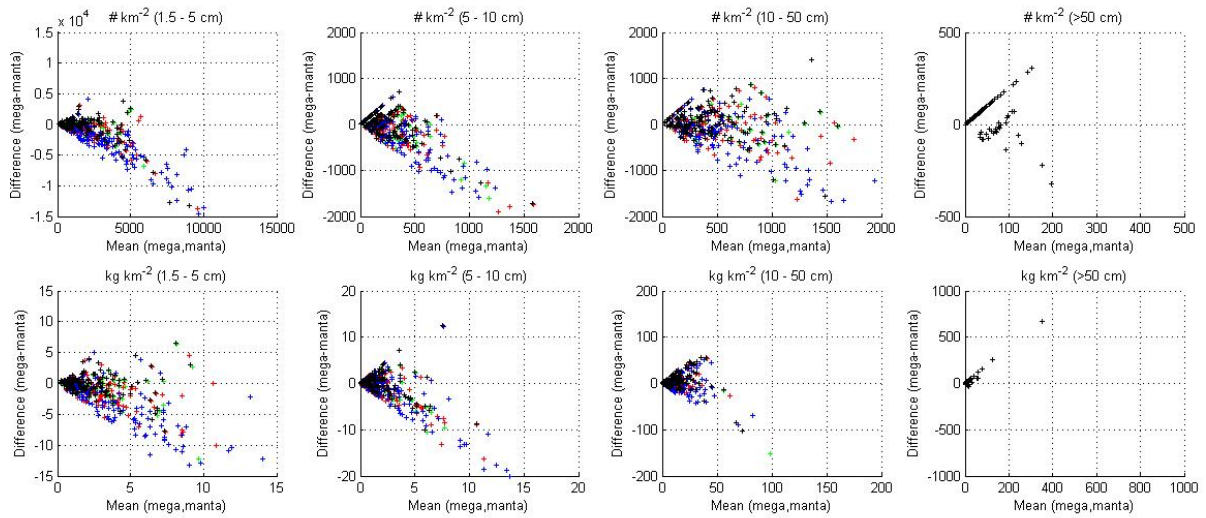 # km-2 (1.5 - 5 cm)
# km-2 (5 - 10 cm)
# km-2 (10 - 50 cm)
# km-2 (>50 cm)
x 10^4
1.5
1
0.5
0
-0.5
-1
-1.5
Difference (mega-manta)
0 5000 10000 15000
Mean (mega,manta)
2000
1000
0
-1000
-2000
Difference (mega-manta)
0 500 1000 1500 2000
Mean (mega,manta)
2000
1000
0
-1000
-2000
Difference (mega-manta)
0 50 100 150 200
Mean (mega,manta)
500
0
-500
Difference (mega-manta)
0 100 200 300 400 500
Mean (mega,manta)
kg km-2 (1.5 - 5 cm)
kg km-2 (5 - 10 cm)
kg km-2 (10 - 50 cm)
kg km-2 (>50 cm)
15
10
5
0
-5
-10
-15
Difference (mega-manta)
0 5 10 15
Mean (mega,manta)
20
10
0
-10
-20
Difference (mega-manta)
0 5 10 15 20
Mean (mega,manta)
200
100
0
-100
-200
Difference (mega-manta)
0 50 100 150 200
Mean (mega,manta)
1000
500
0
-500
-1000
Difference (mega-manta)
0 200 400 600 800 1000
Mean (mega,manta)